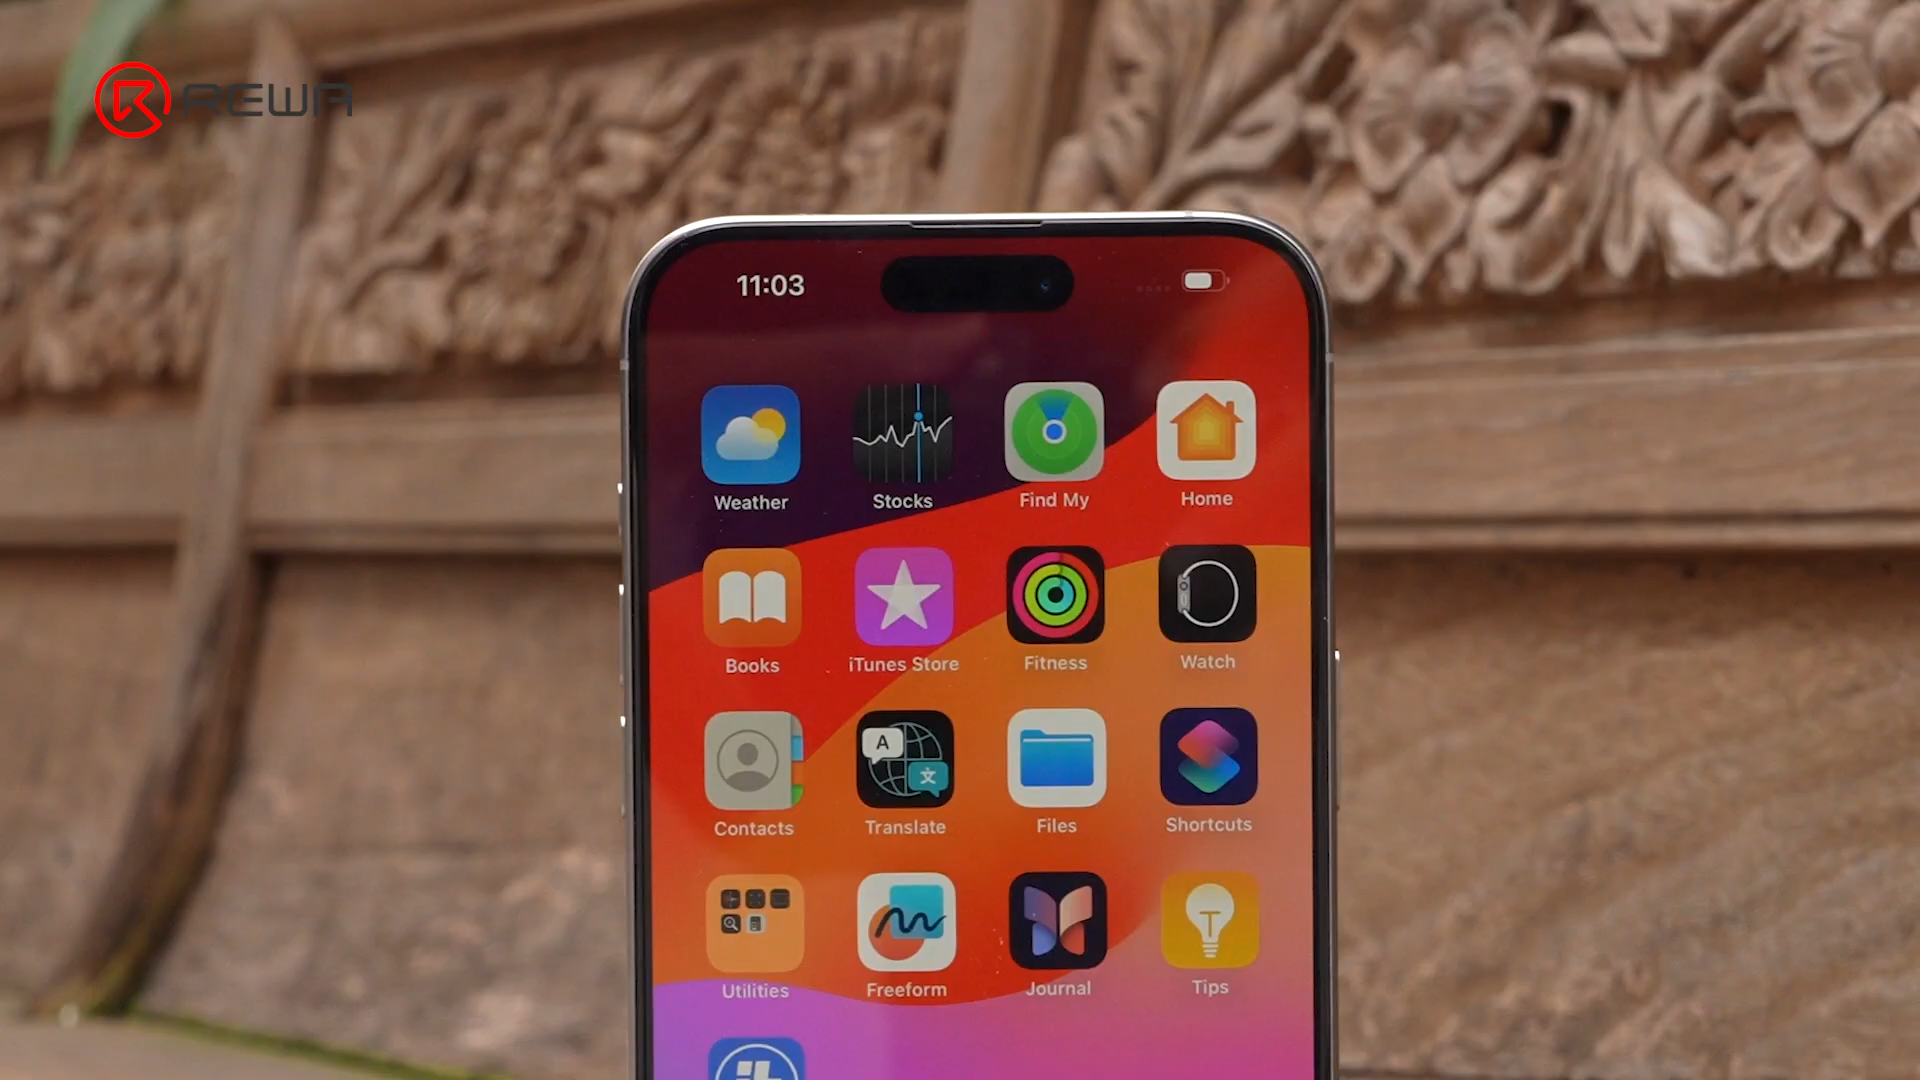 REWA
11:03
Weather
Stocks
Find My
Home
Books
iTunes Store
Fitness
Watch
A
文
Contacts
Translate
Files
Shortcuts
Utilities
Freeform
Journal
Tips